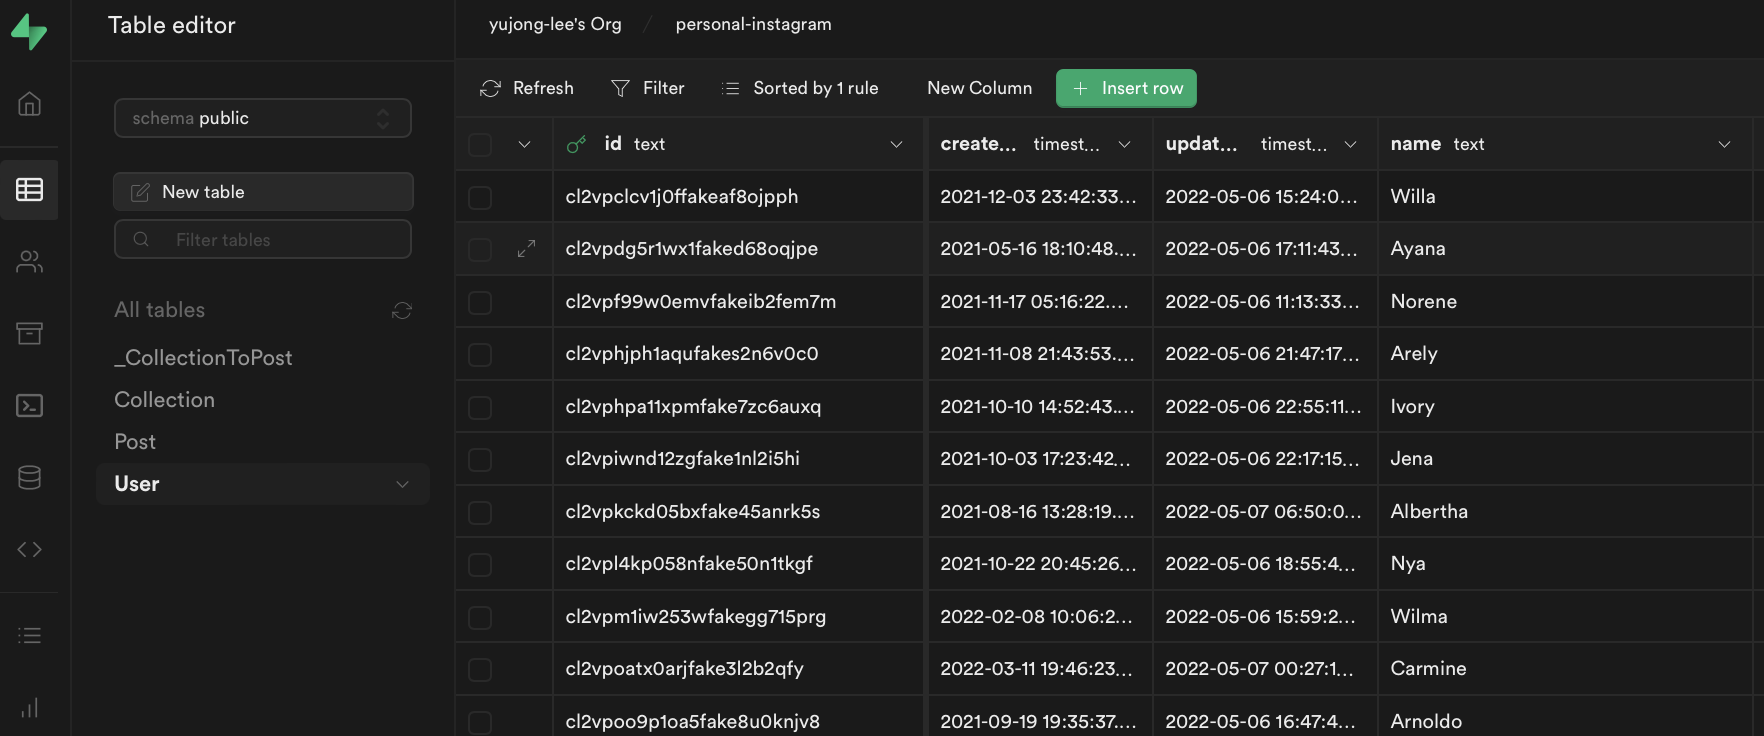 Table editor
yujong-lee's Org / personal-instagram
Refresh Filter Sorted by 1 rule New Column + Insert row
schema public
New table
Filter tables
All tables
_CollectionToPost
Collection
Post
User
id text create... timest... updat... timest... name text
cl2vpclcv1j0ffakeaf8ojpph 2021-12-03 23:42:33... 2022-05-06 15:24:0... Willa
cl2vpdg5r1wx1faked68oqjpe 2021-05-16 18:10:48.... 2022-05-06 17:11:43... Ayana
cl2vpf99w0emvfakeib2fem7m 2021-11-17 05:16:22.... 2022-05-06 11:13:33... Norene
cl2vphjph1aqufakes2n6v0c0 2021-11-08 21:43:53.... 2022-05-06 21:47:17... Arely
cl2vphpa11xpmfake7zc6auxq 2021-10-10 14:52:43.... 2022-05-06 22:55:11... Ivory
cl2vpiwnd12zgfake1nl2i5hi 2021-10-03 17:23:42... 2022-05-06 22:17:15... Jena
cl2vpkckd05bxfake45anrk5s 2021-08-16 13:28:19.... 2022-05-07 06:50:0... Albertha
cl2vpl4kp058nfake50n1tkgf 2021-10-22 20:45:26... 2022-05-06 18:55:4... Nya
cl2vpm1iw253wfakegg715prg 2022-02-08 10:06:2... 2022-05-06 15:59:2... Wilma
cl2vpoatx0arjfake3l2b2qfy 2022-03-11 19:46:23... 2022-05-07 00:27:1... Carmine
cl2vpoo9p1oa5fake8u0knjv8 2021-09-19 19:35:37.... 2022-05-06 16:47:4... Arnoldo